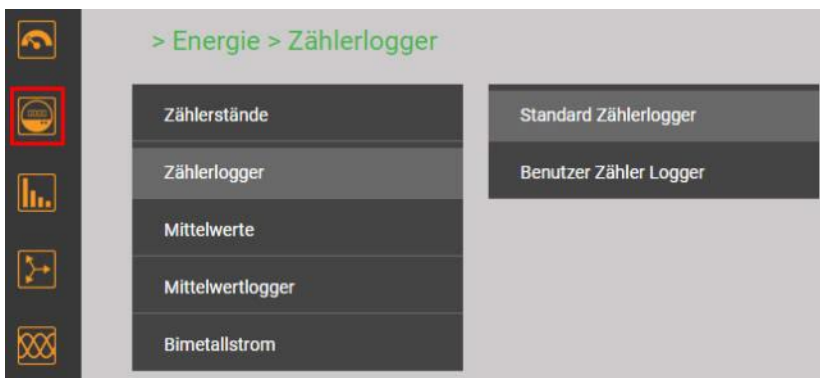 > Energie > Zählerlogger
Zählerstände
Zählerlogger
Mittelwerte
Mittelwertlogger
Bimetallstrom
Standard Zählerlogger
Benutzer Zähler Logger